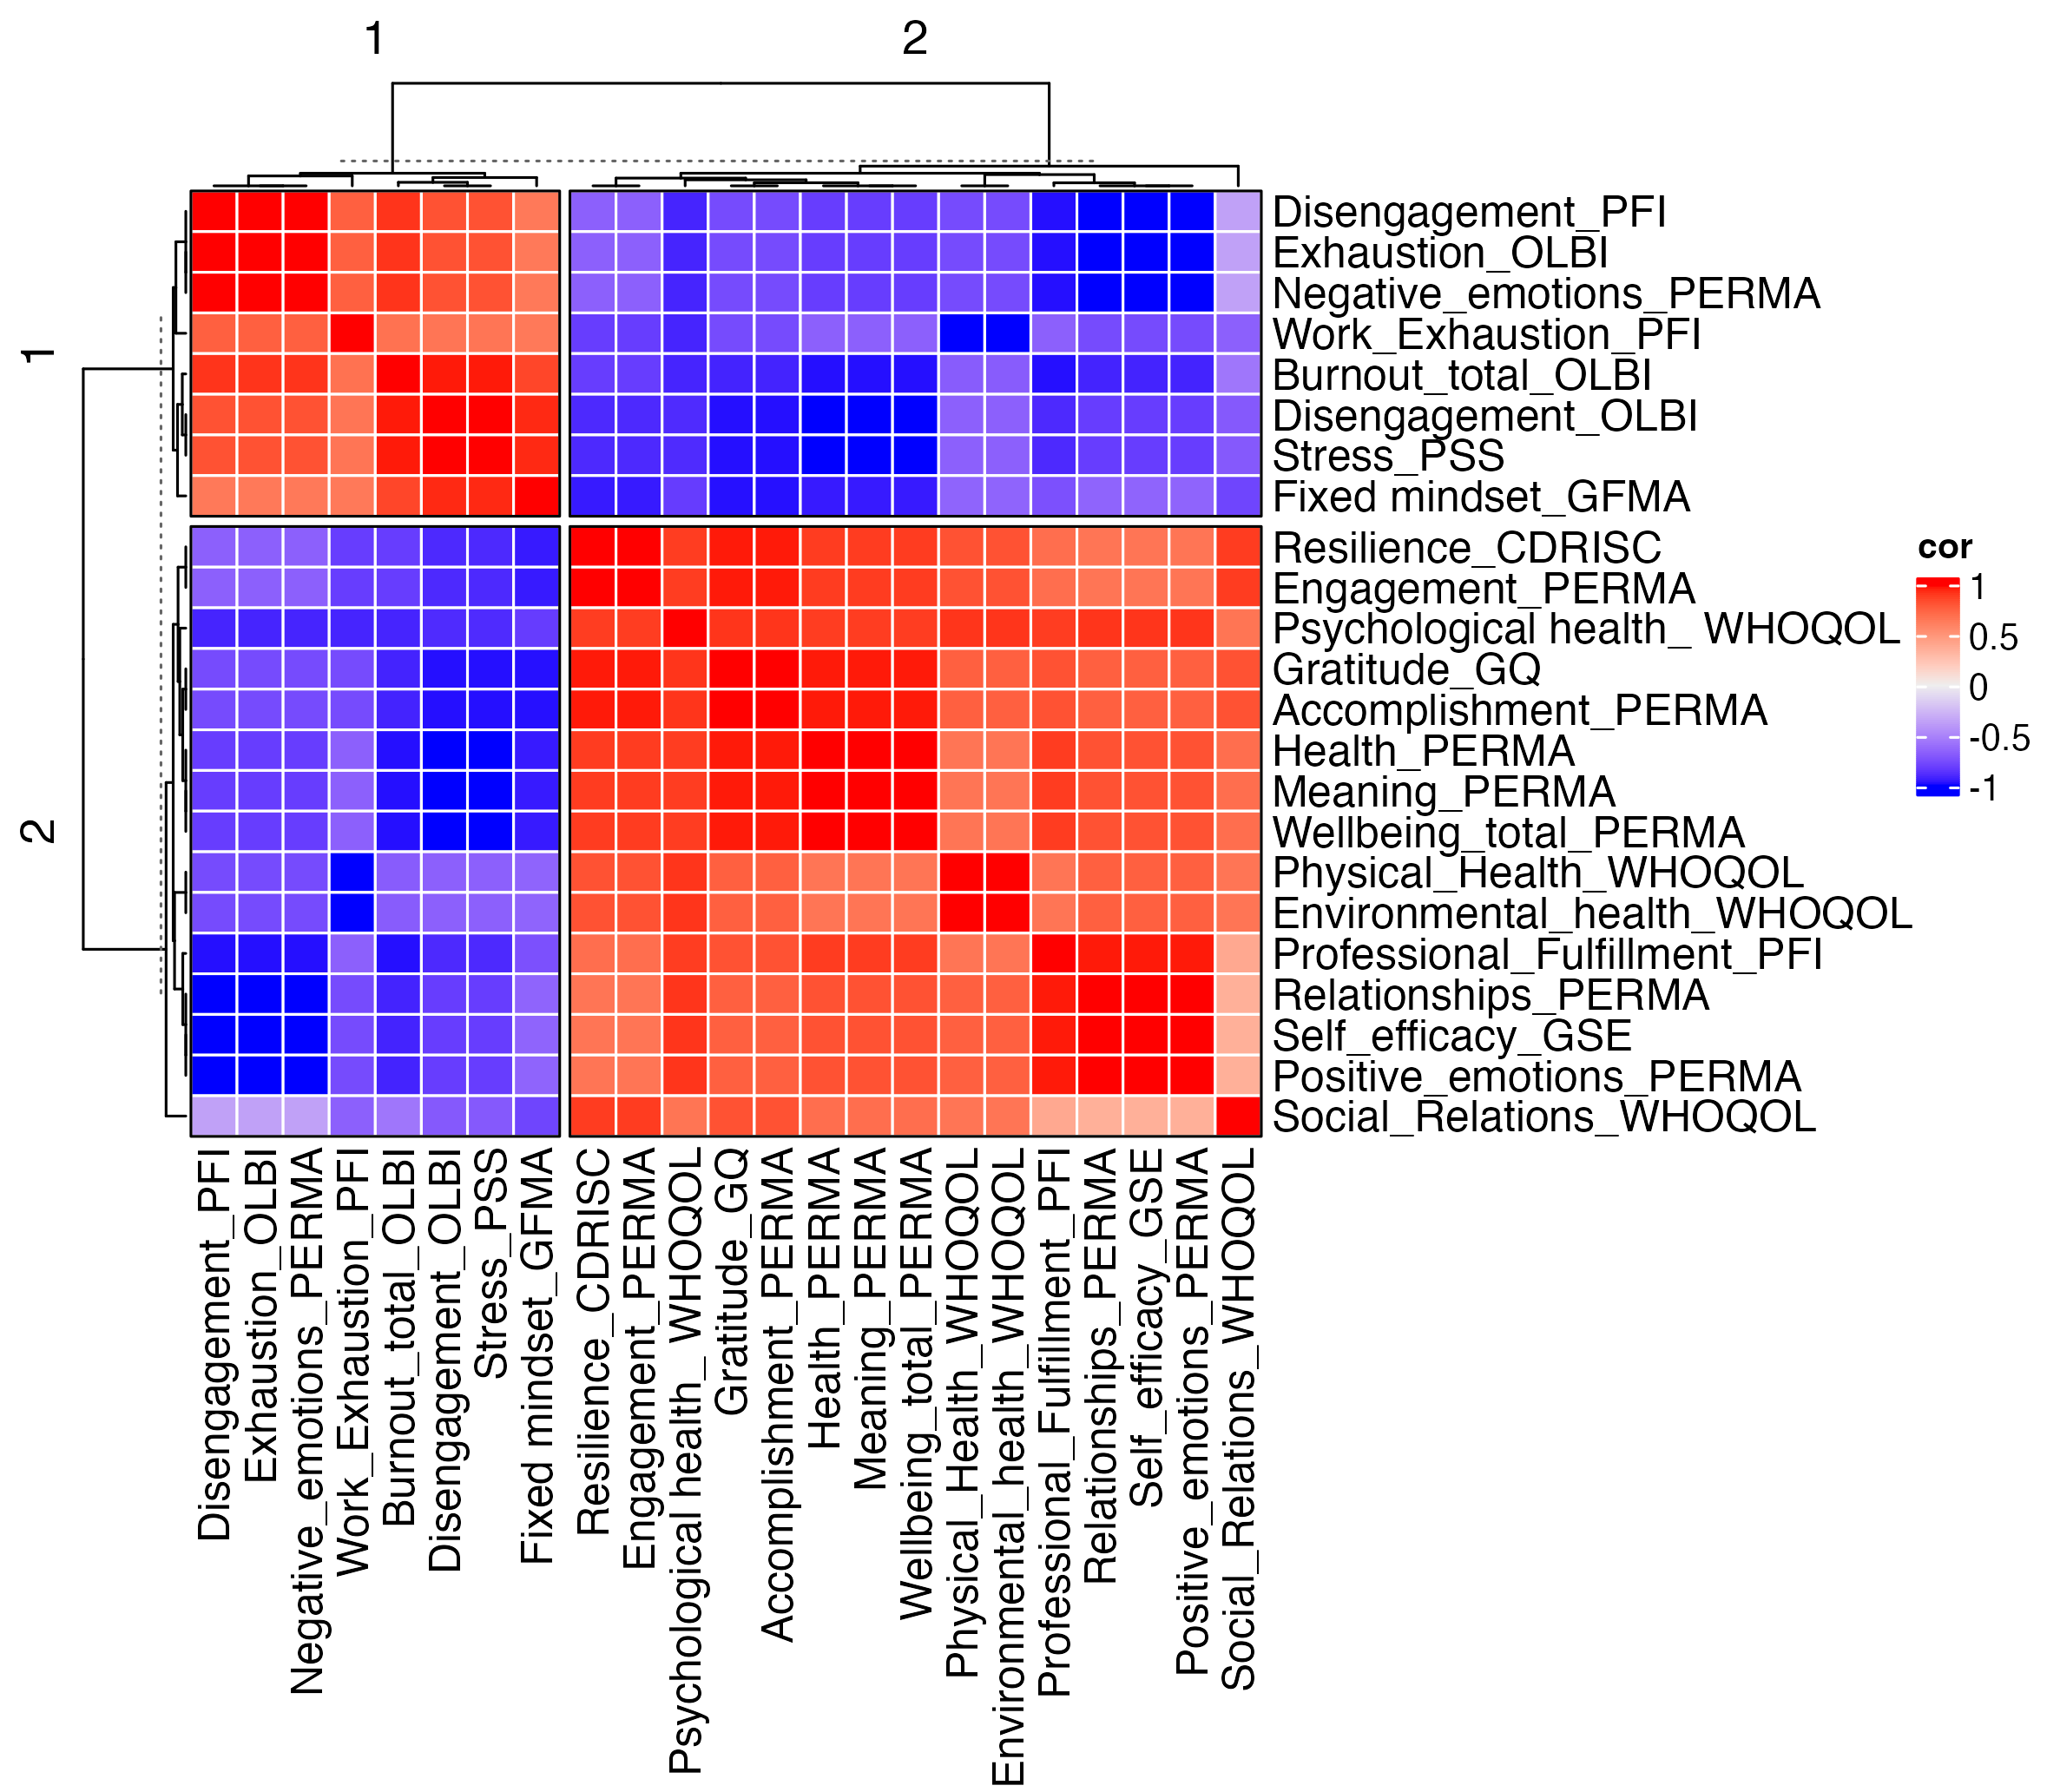 1
2
1
2
Disengagement_PFI
Exhaustion_OLBI
Negative_emotions_PERMA
Work_Exhaustion_PFI
Burnout_total_OLBI
Disengagement_OLBI
Stress_PSS
Fixed mindset_GFMA
Resilience_CDRISC
Engagement_PERMA
Psychological health_ WHOQOL
Gratitude_GQ
Accomplishment_PERMA
Health_PERMA
Meaning_PERMA
Wellbeing_total_PERMA
Physical_Health_WHOQOL
Environmental_health_WHOQOL
Professional_Fulfillment_PFI
Relationships_PERMA
Self_efficacy_GSE
Positive_emotions_PERMA
Social_Relations_WHOQOL
cor
1
0.5
0
-0.5
-1
Disengagement_PFI
Exhaustion_OLBI
Negative_emotions_PERMA
Work_Exhaustion_PFI
Burnout_total_OLBI
Disengagement_OLBI
Stress_PSS
Fixed mindset_GFMA
Resilience_CDRISC
Engagement_PERMA
Psychological health_ WHOQOL
Gratitude_GQ
Accomplishment_PERMA
Health_PERMA
Meaning_PERMA
Wellbeing_total_PERMA
Physical_Health_WHOQOL
Environmental_health_WHOQOL
Professional_Fulfillment_PFI
Relationships_PERMA
Self_efficacy_GSE
Positive_emotions_PERMA
Social_Relations_WHOQOL